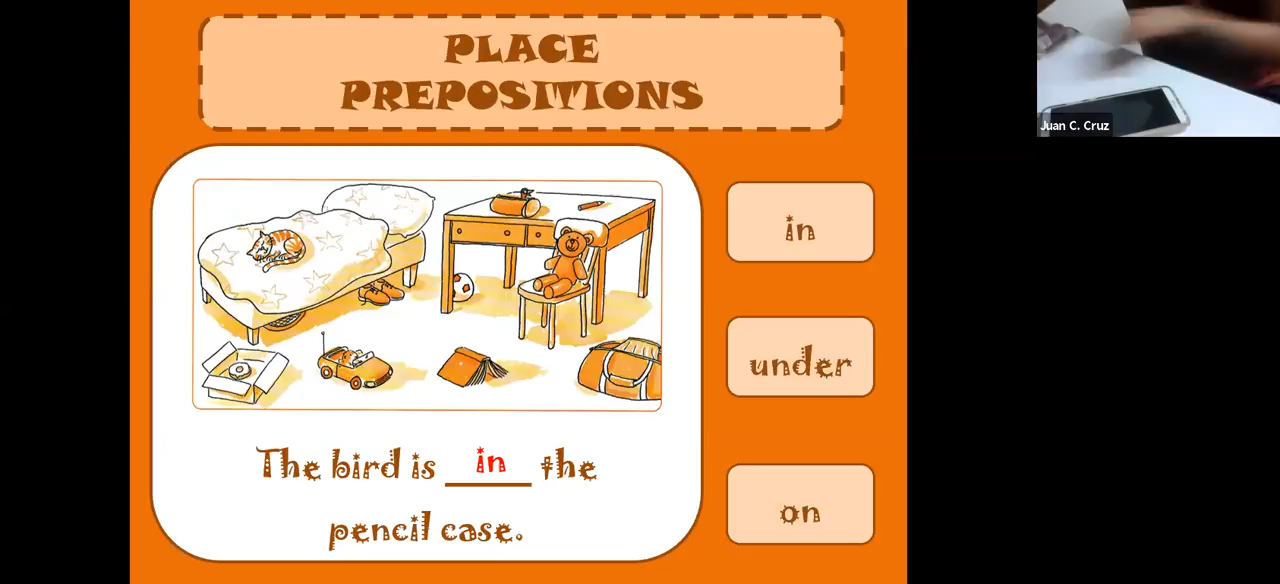 PLACE
PREPOSITIONS
Juan C. Cruz
in
under
on
The bird is in the
pencil case.